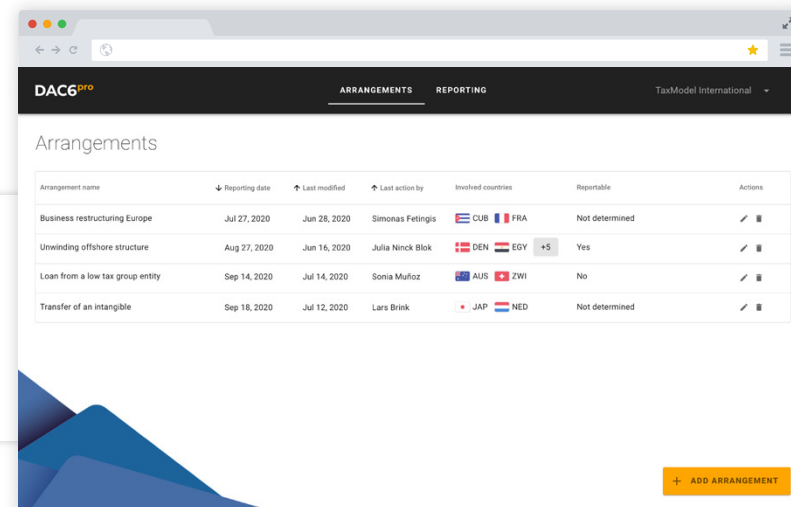 DAC6pro ARRANGEMENTS REPORTING TaxModel International
Arrangements
Arrangement name Reporting date Last modified Last action by Involved countries Reportable Actions
Business restructuring Europe Jul 27, 2020 Jun 28, 2020 Simonas Fetingis CUB FRA Not determined
Unwinding offshore structure Aug 27, 2020 Jun 16, 2020 Julia Ninck Blok DEN EGY +5 Yes
Loan from a low tax group entity Sep 14, 2020 Jul 14, 2020 Sonia Muñoz AUS ZWI No
Transfer of an intangible Sep 18, 2020 Jul 12, 2020 Lars Brink JAP NED Not determined
+ ADD ARRANGEMENT